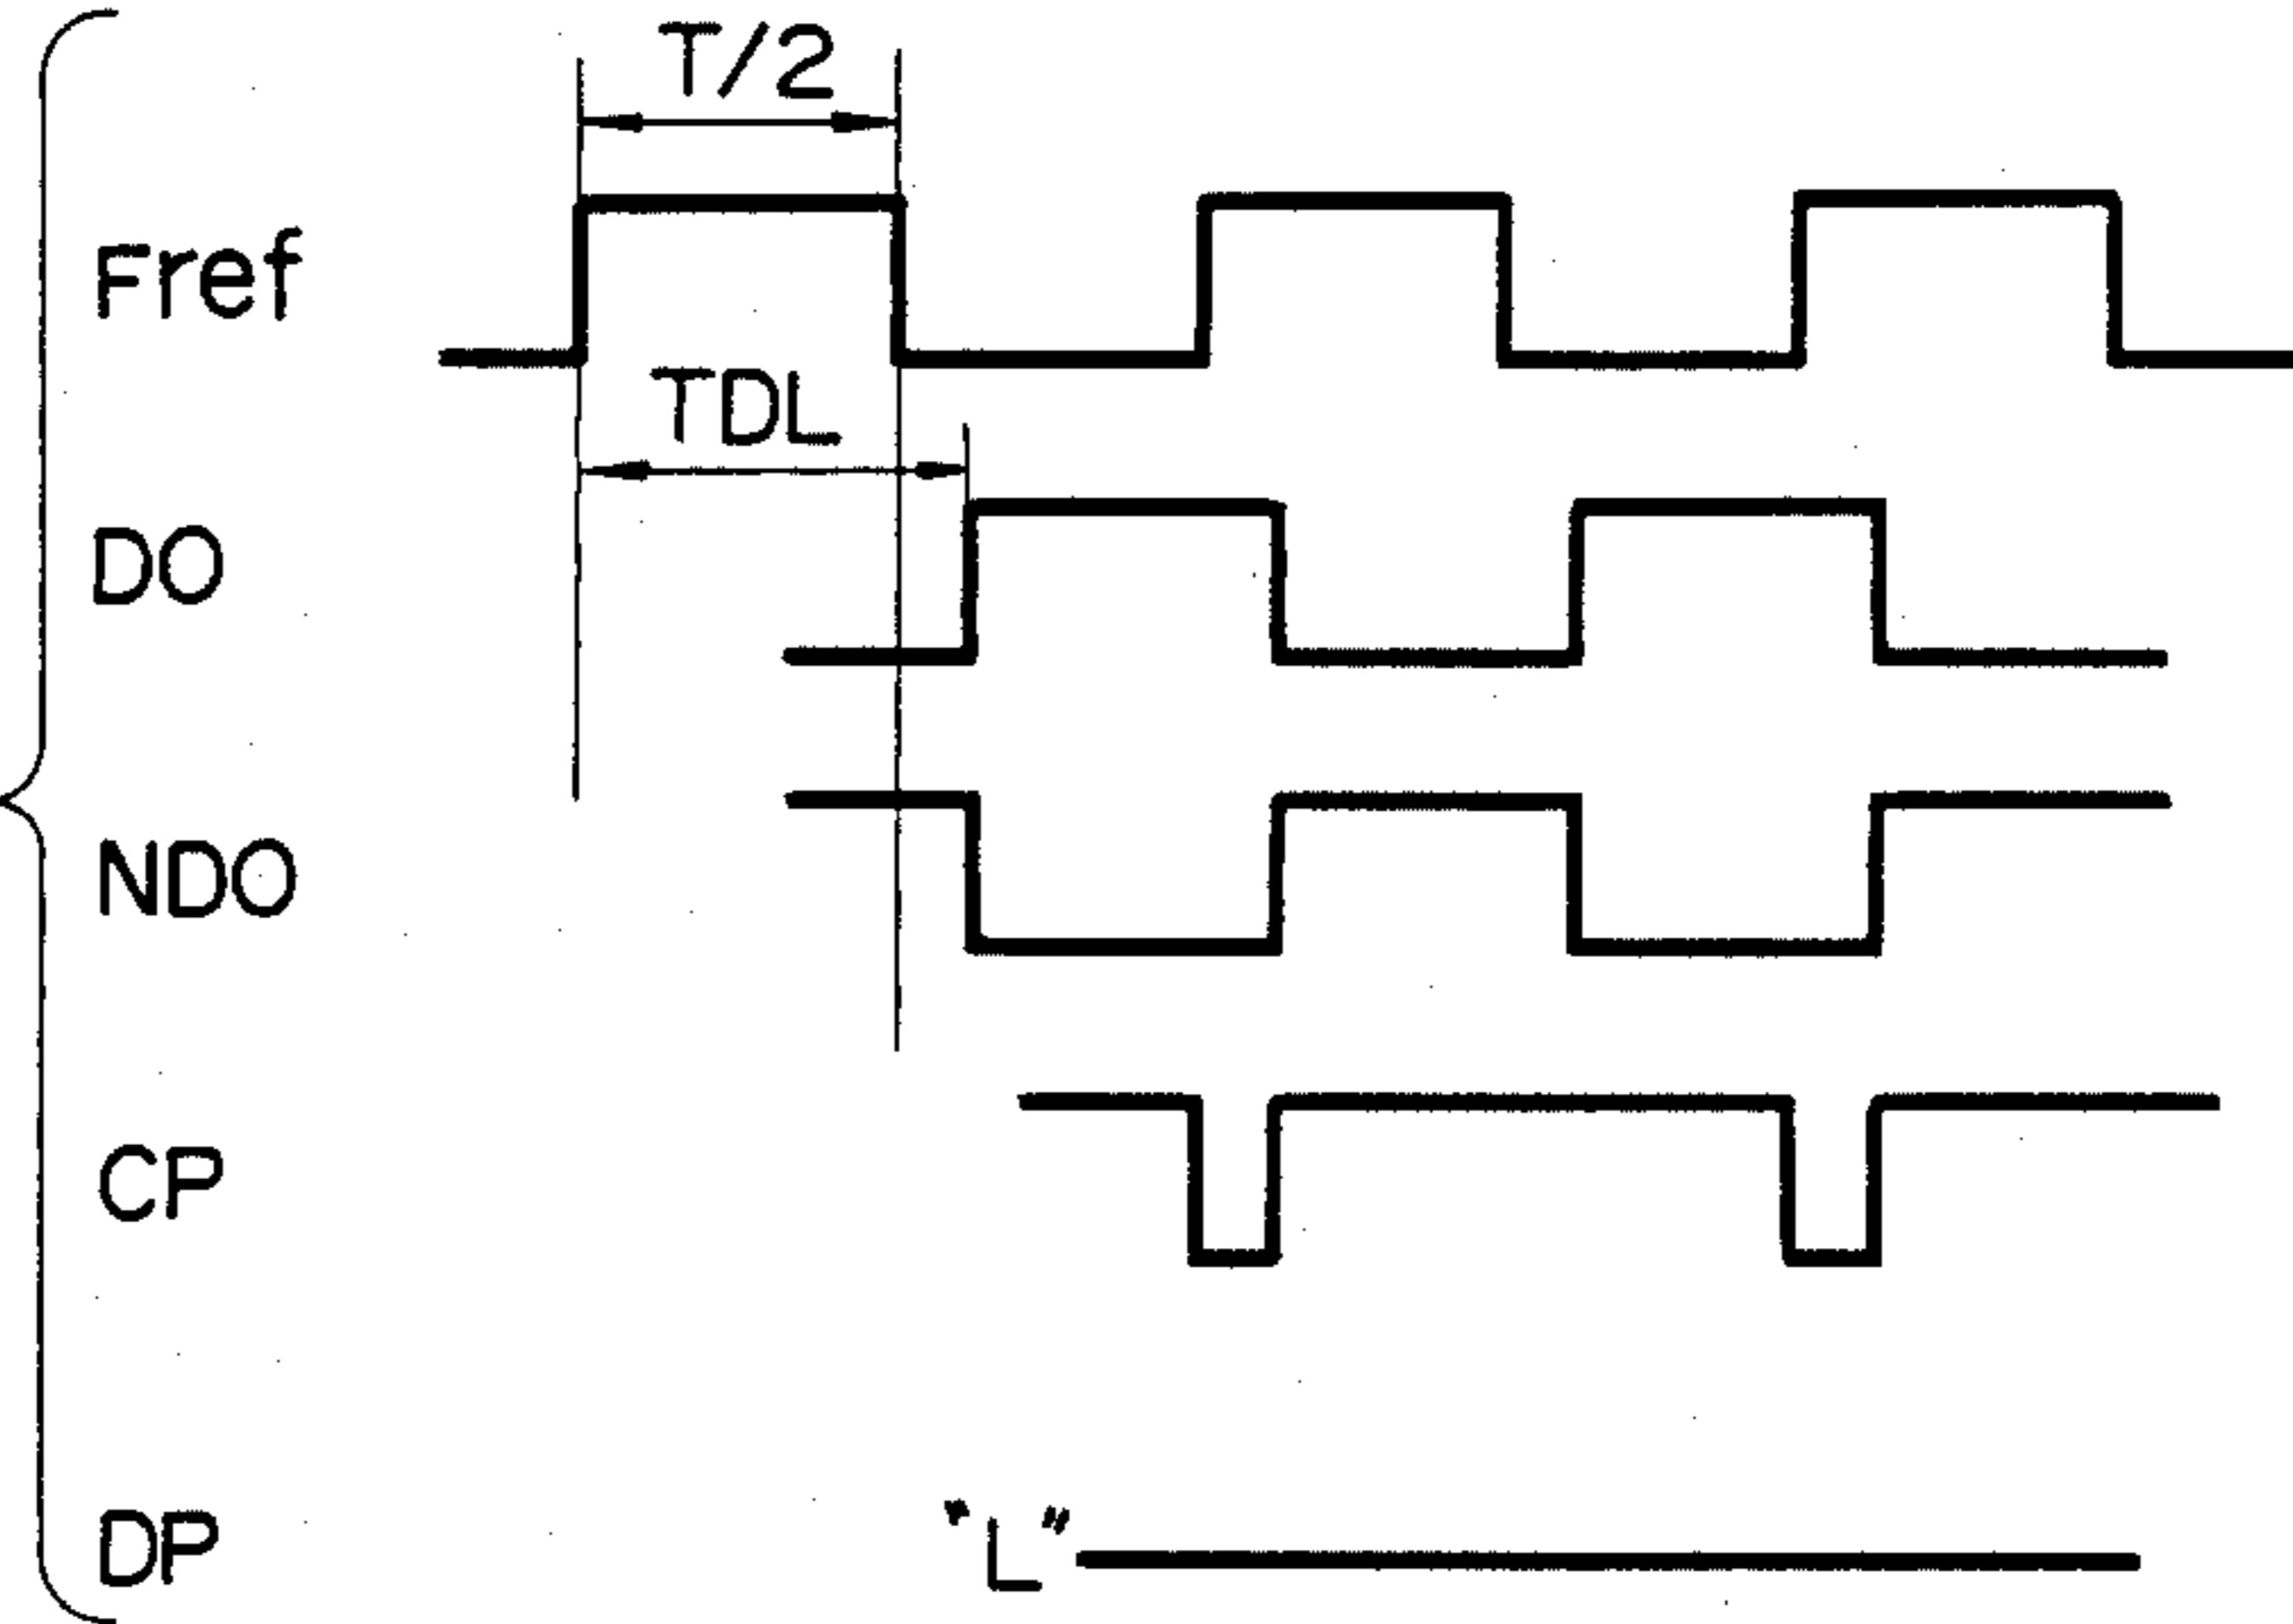 T/2
Fref
TDL
DO
NDO
CP
DP
"L"